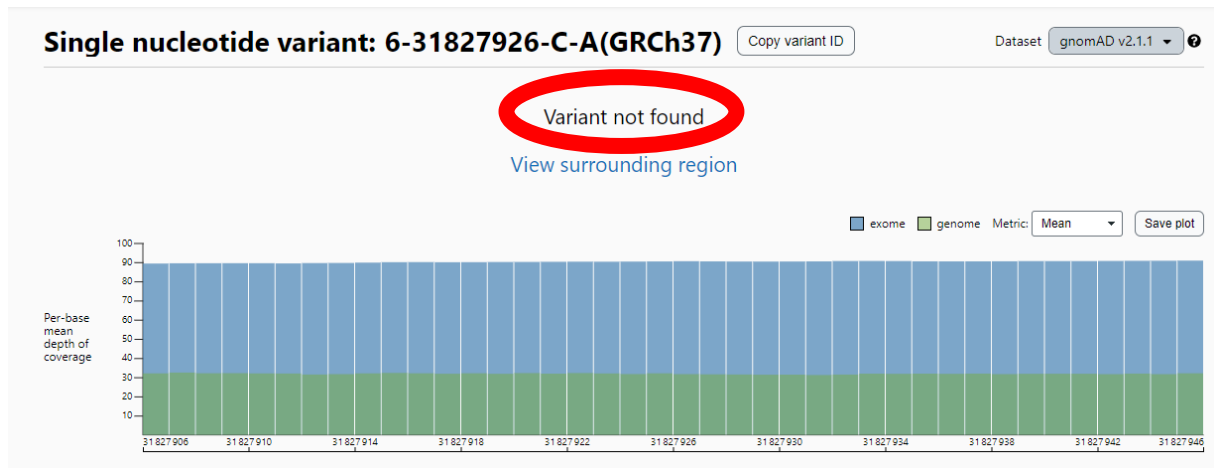 Single nucleotide variant: 6-31827926-C-A(GRCh37) Copy variant ID Dataset gnomAD v2.1.1
Variant not found
View surrounding region
exome genome Metric: Mean Save plot
100
90
80
70
Per-base 60
mean 50
depth of
coverage 40
30
20
10
31 827 906 31 827 910 31 827 914 31 827 918 31 827 922 31 827 926 31 827 930 31 827 934 31 827 938 31 827 942 31 827 946